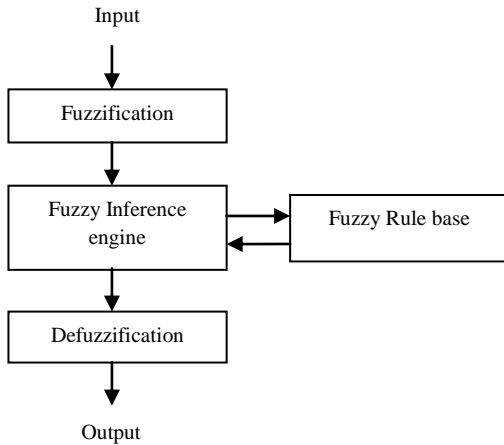 Input
Fuzzification
Fuzzy Inference
engine
Fuzzy Rule base
Defuzzification
Output